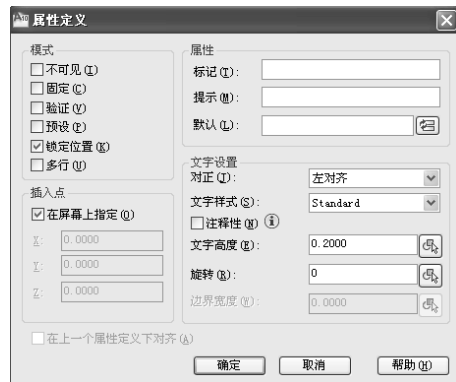 属性定义
模式
不可见(I)
固定(C)
验证(V)
预设(P)
锁定位置(K)
多行(U)
插入点
在屏幕上指定(O)
X: 0.0000
Y: 0.0000
Z: 0.0000
属性
标记(T):
提示(M):
默认(L):
文字设置
对正(J): 左对齐
文字样式(S): Standard
注释性(N)
文字高度(E): 0.2000
旋转(R): 0
边界宽度(W): 0.0000
在上一个属性定义下对齐(A)
确定 取消 帮助(H)